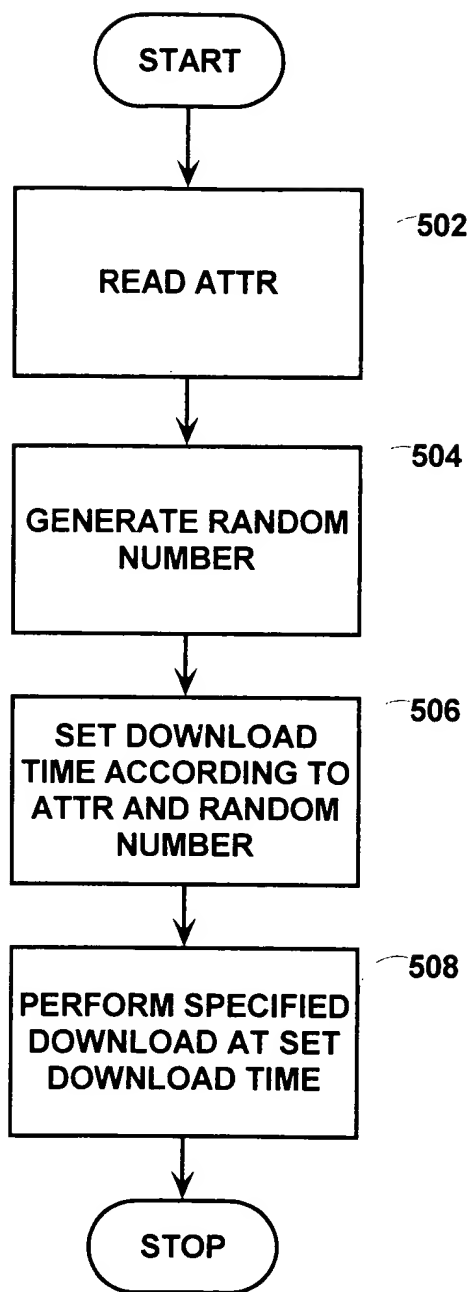 START
502
READ ATTR
504
GENERATE RANDOM
NUMBER
506
SET DOWNLOAD
TIME ACCORDING TO
ATTR AND RANDOM
NUMBER
508
PERFORM SPECIFIED
DOWNLOAD AT SET
DOWNLOAD TIME
STOP